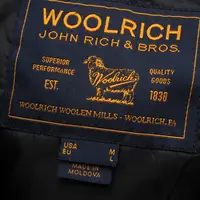 WOOLRICH
JOHN RICH & BROS.
SUPERIOR PERFORMANCE
QUALITY GOODS
Woolrich
EST. 1830
WOOLRICH WOOLEN MILLS - WOOLRICH, PA
USA M
EU L
MADE IN
MOLDOVA